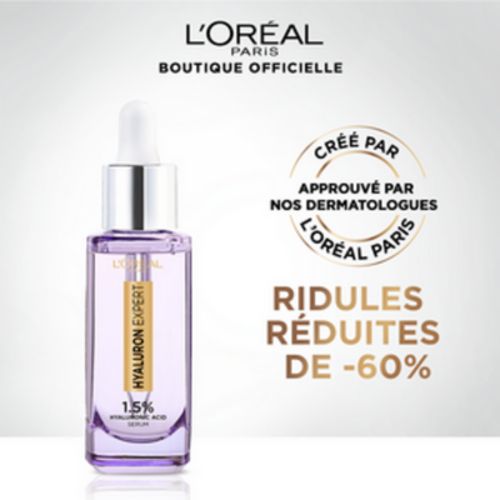 L'ORÉAL
PARIS
BOUTIQUE OFFICIELLE
CRÉÉ PAR
APPROUVÉ PAR
NOS DERMATOLOGUES
L'ORÉAL PARIS
L'ORÉAL
HYALURON EXPERT
1.5%
HYALURONIC ACID
SERUM
RIDULES
RÉDUITES
DE -60%